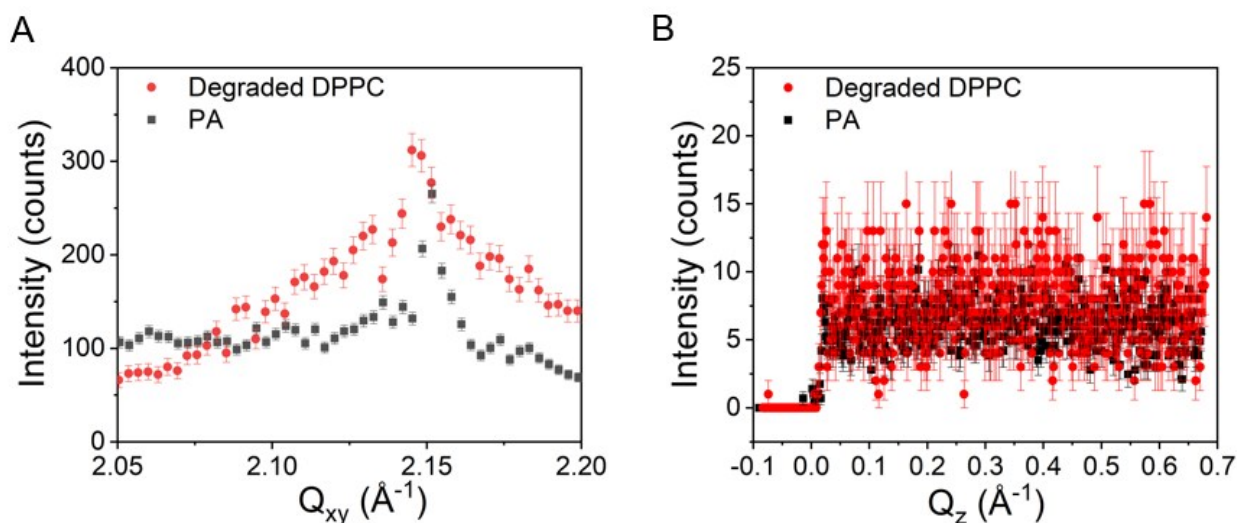 A
400
300
200
100
0
Intensity (counts)
Degraded DPPC
PA
2.05
2.10
2.15
2.20
Qxy (Å-1)
B
25
20
15
10
5
0
Intensity (counts)
Degraded DPPC
PA
-0.1
0.0
0.1
0.2
0.3
0.4
0.5
0.6
0.7
Qz (Å-1)